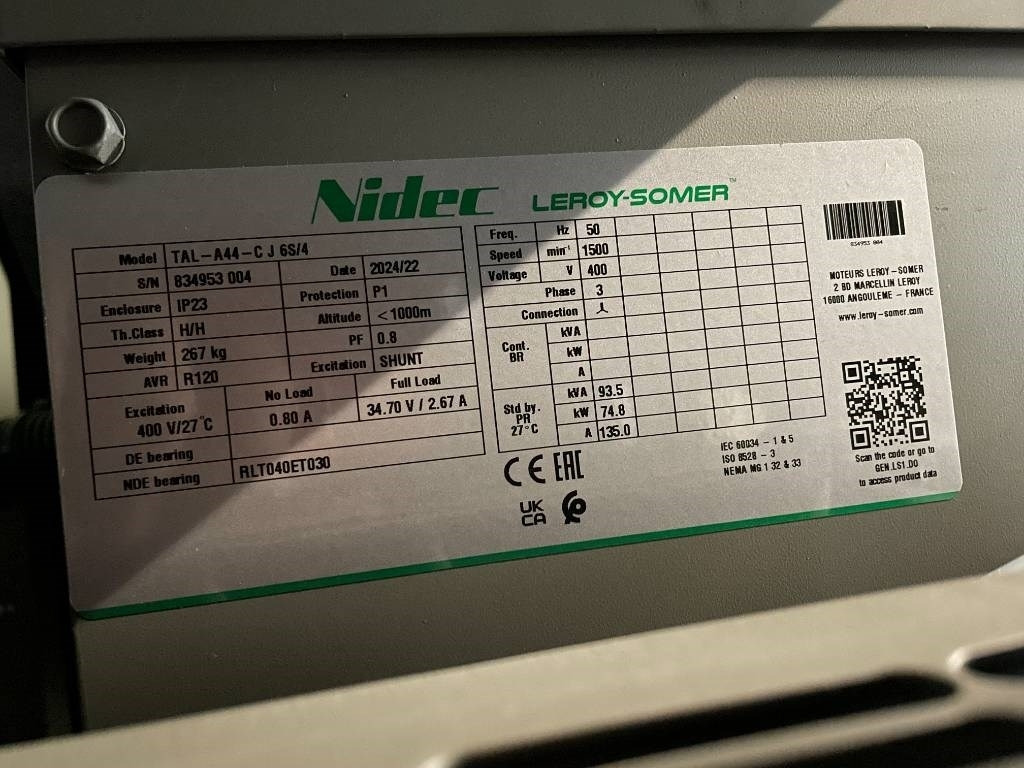 Nidec LEROY-SOMER™
Model TAL-A44-C J 6S/4
S/N 834953 004 Date 2024/22
Enclosure IP23 Protection P1
Th.Class H/H Altitude <1000m
Weight 267 kg PF 0.8
AVR R120 Excitation SHUNT
Excitation 400 V/27°C No Load Full Load
0.80 A 34.70 V / 2.67 A
DE bearing
NDE bearing RLT040ET030
Freq. Hz 50
Speed min⁻¹ 1500
Voltage V 400
Phase 3
Connection
Cont. BR kVA
kW
A
Std by. PR 27°C kVA 93.5
kW 74.8
A 135.0
CE EAC
UK
CA
IEC 60034 - 1 & 5
ISO 8528 - 3
NEMA MG 1 32 & 33
834953 004
MOTEURS LEROY-SOMER
2 BD MARCELLIN LEROY
16000 ANGOULEME - FRANCE
www.leroy-somer.com
Scan the code or go to
GEN.LS1.DO
to access product data